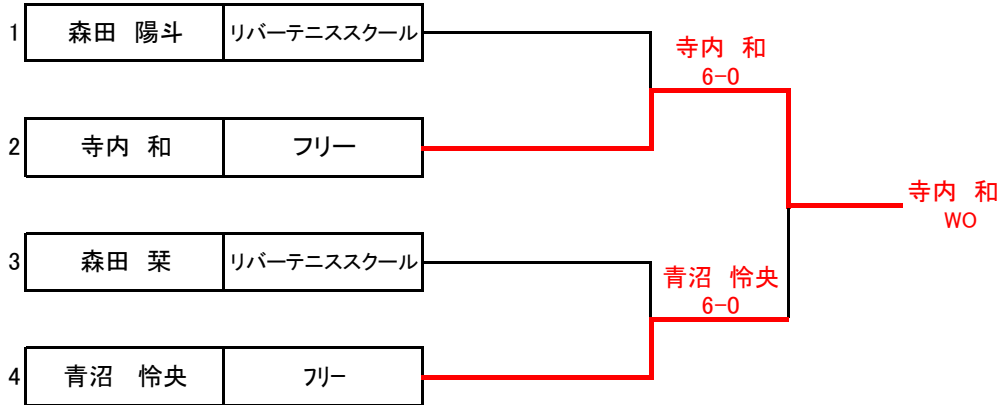 1 森田 陽斗 リバーテニススクール
寺内 和
6-0
2 寺内 和 フリー
寺内 和
WO
3 森田 栞 リバーテニススクール
青沼 怜央
6-0
4 青沼 怜央 フリー